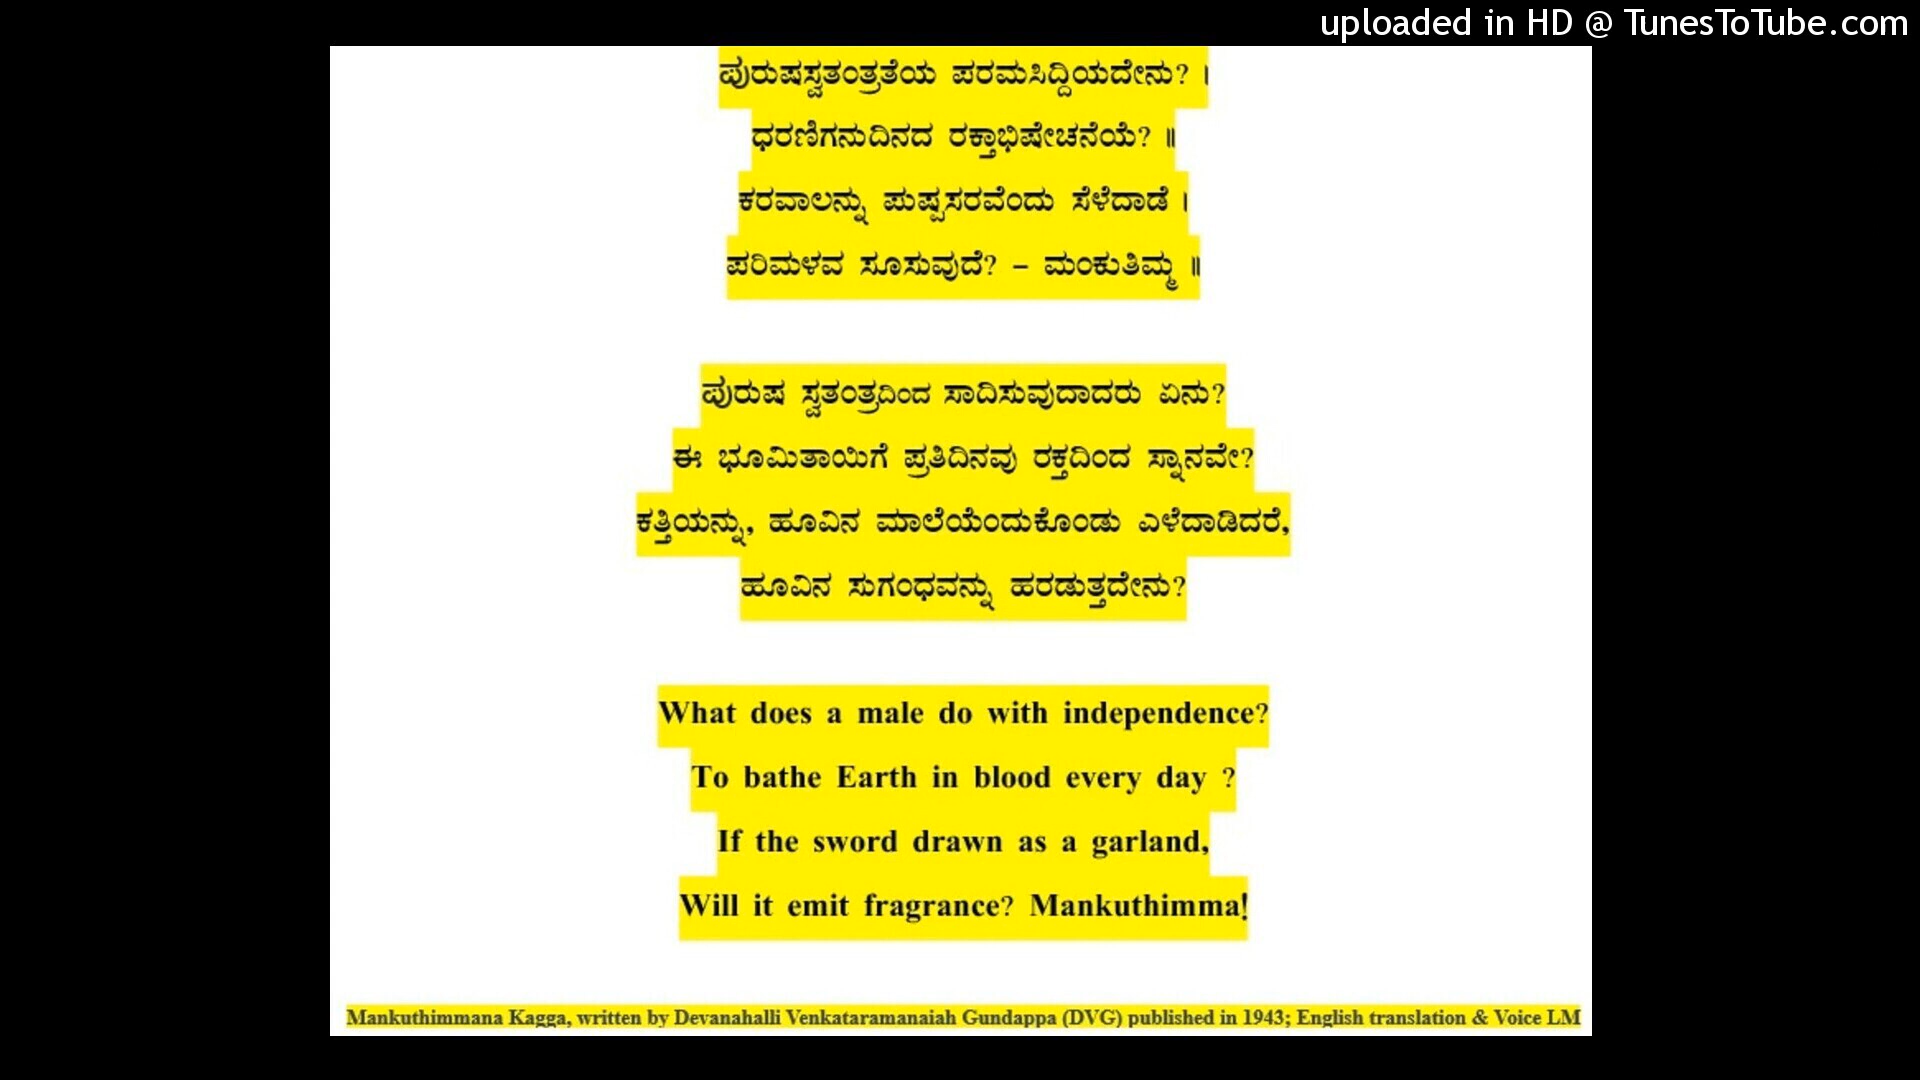 uploaded in HD @ TunesToTube.com
ಪುರುಷಸ್ವತಂತ್ರತೆಯ ಪರಮಸಿದ್ದಿಯದೇನು? ।
ಧರಣಿಗನುದಿನದ ರಕ್ತಾಭಿಷೇಚನೆಯೆ? ॥
ಕರವಾಲನ್ನು ಪುಷ್ಪಸರವೆಂದು ಸೆಳೆದಾಡೆ ।
ಪರಿಮಳವ ಸೂಸುವುದೆ? – ಮಂಕುತಿಮ್ಮ ॥
ಪುರುಷ ಸ್ವತಂತ್ರದಿಂದ ಸಾದಿಸುವುದಾದರು ಏನು?
ಈ ಭೂಮಿತಾಯಿಗೆ ಪ್ರತಿದಿನವು ರಕ್ತದಿಂದ ಸ್ನಾನವೇ?
ಕತ್ತಿಯನ್ನು, ಹೂವಿನ ಮಾಲೆಯೆಂದುಕೊಂಡು ಎಳೆದಾಡಿದರೆ,
ಹೂವಿನ ಸುಗಂಧವನ್ನು ಹರಡುತ್ತದೇನು?
What does a male do with independence?
To bathe Earth in blood every day ?
If the sword drawn as a garland,
Will it emit fragrance? Mankuthimma!
Mankuthimmana Kagga, written by Devanahalli Venkataramanaiah Gundappa (DVG) published in 1943; English translation & Voice LM